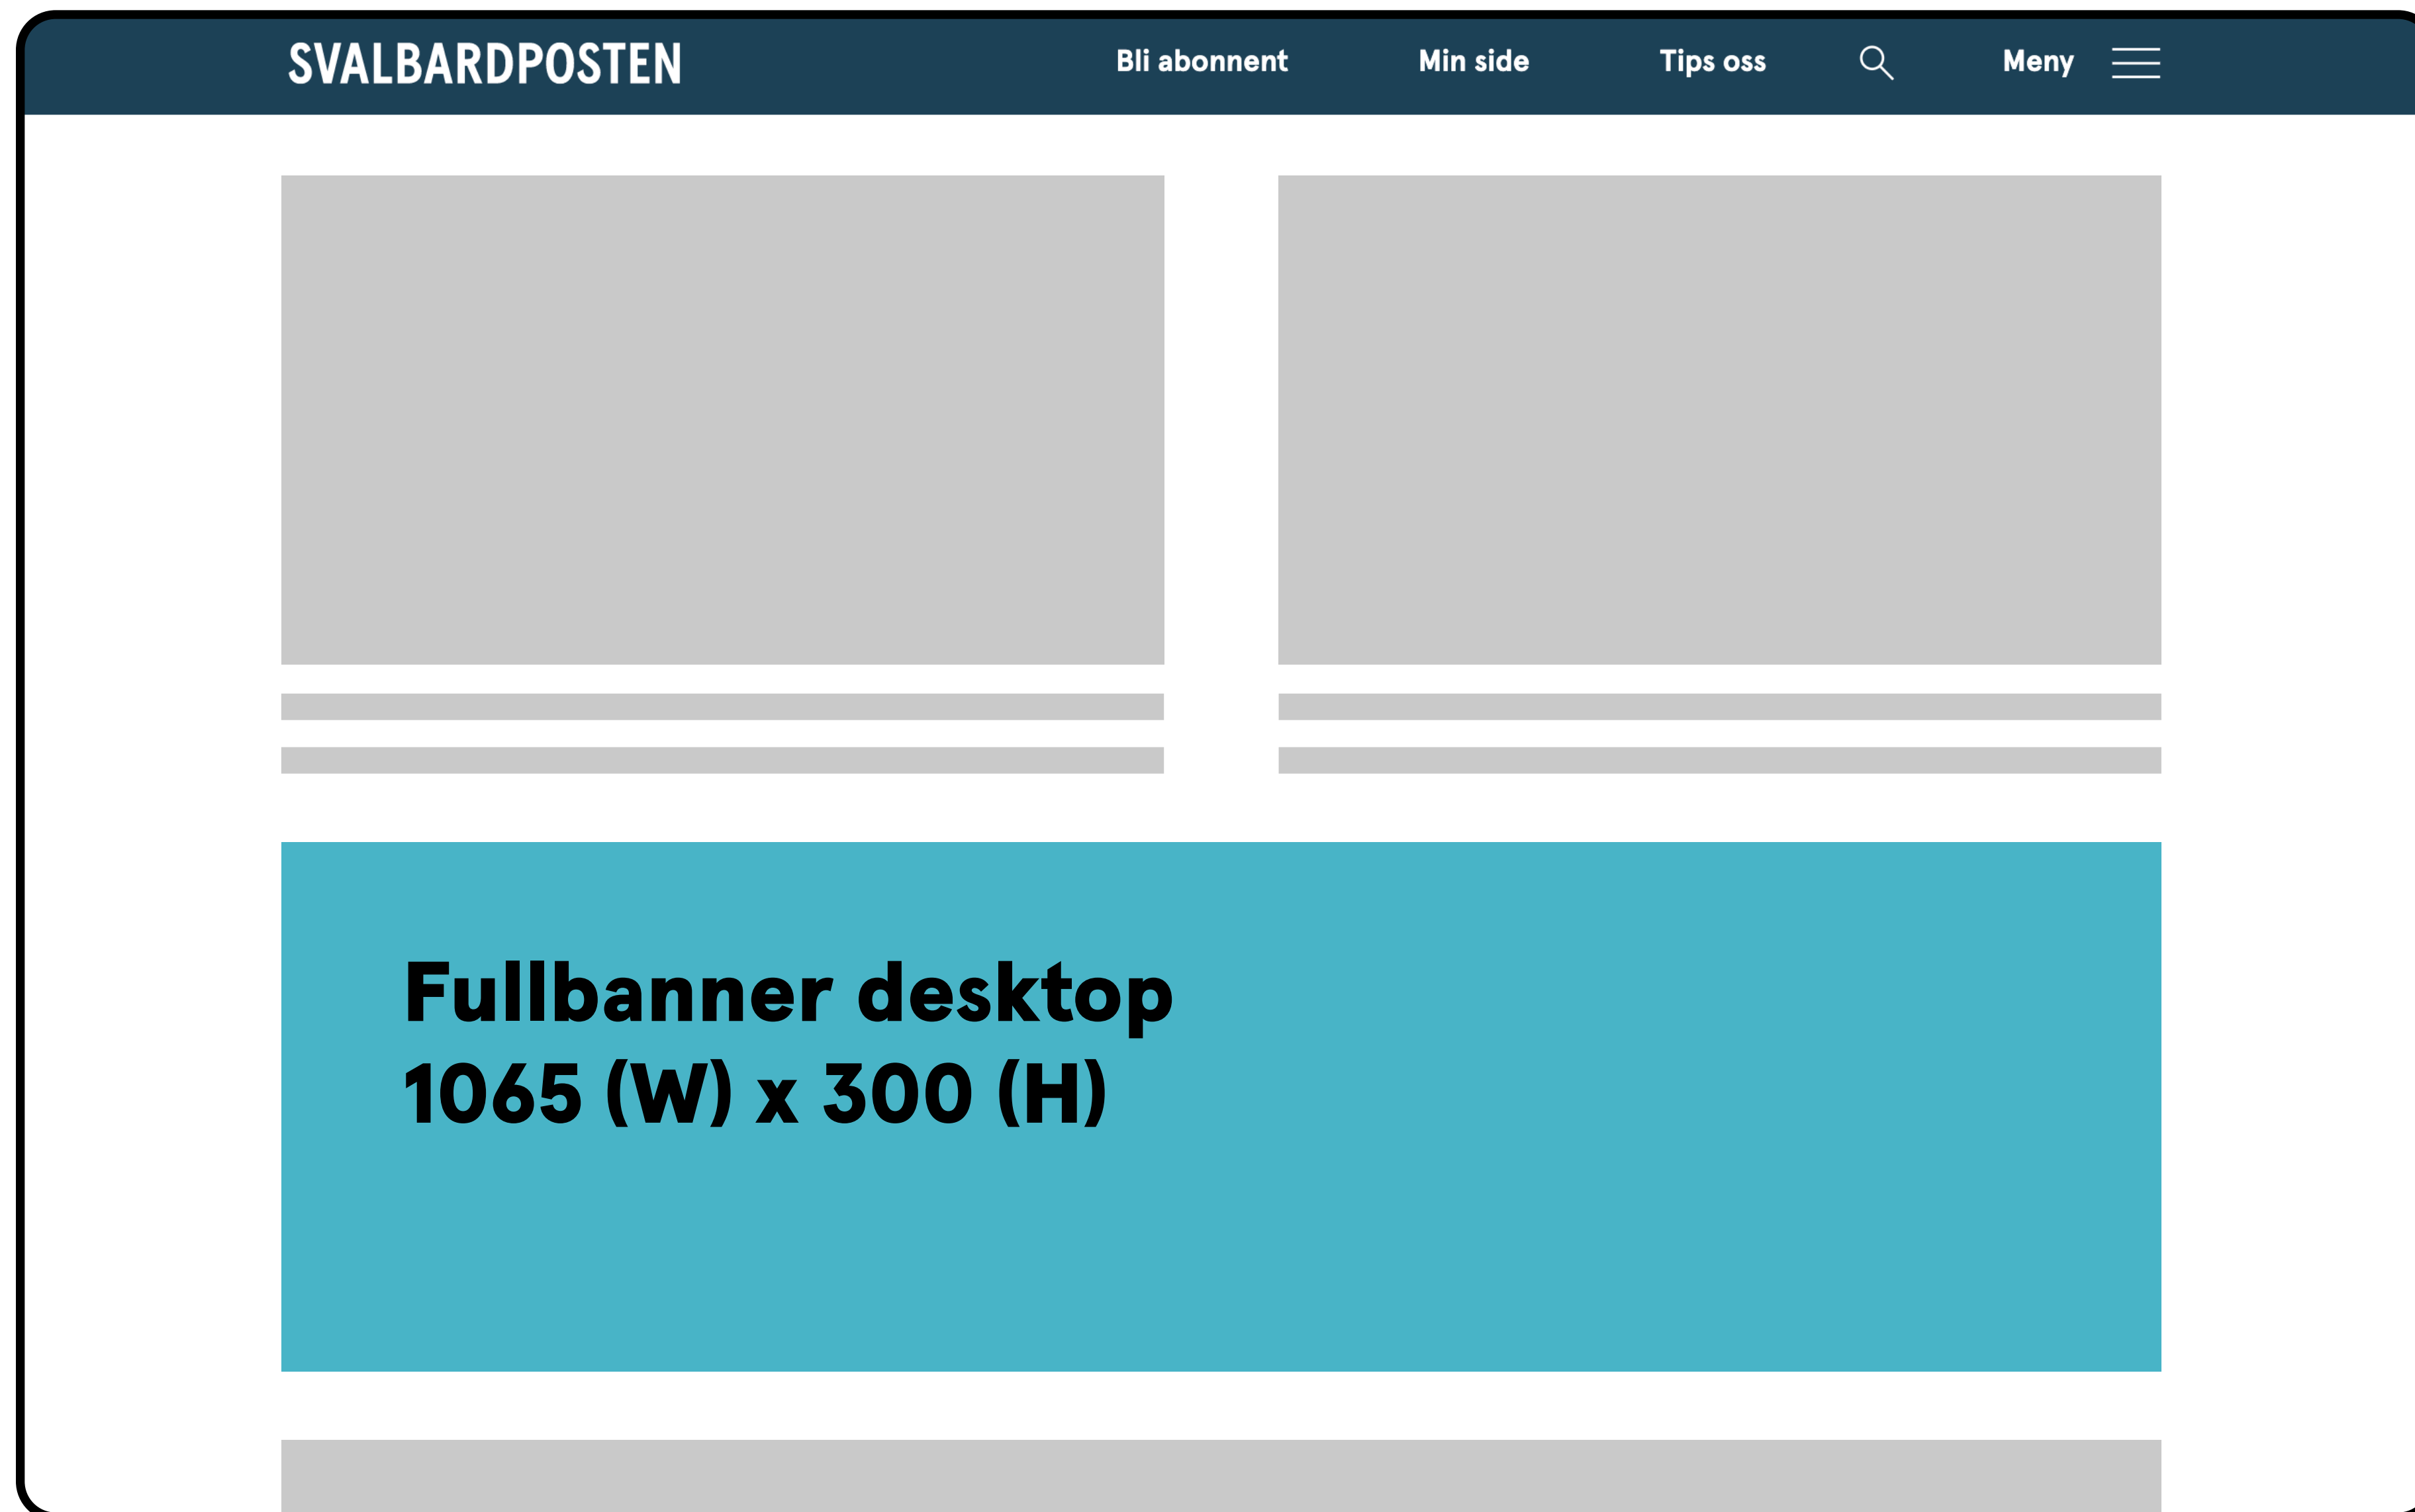 SVALBARDPOSTEN
Bli abonnent
Min side
Tips oss
Meny
Fullbanner desktop
1065 (W) x 300 (H)